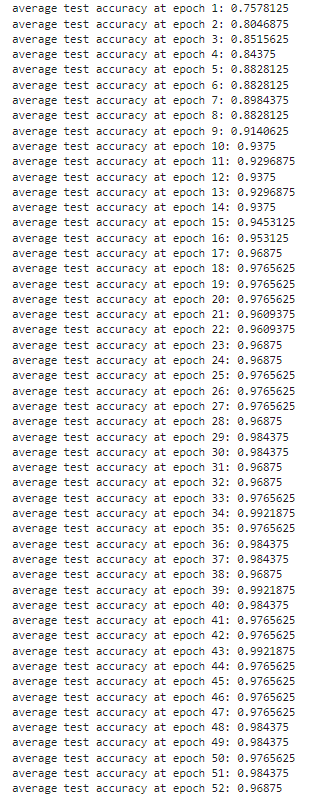 average test accuracy at epoch 1: 0.7578125
average test accuracy at epoch 2: 0.8046875
average test accuracy at epoch 3: 0.8515625
average test accuracy at epoch 4: 0.84375
average test accuracy at epoch 5: 0.8828125
average test accuracy at epoch 6: 0.8828125
average test accuracy at epoch 7: 0.8984375
average test accuracy at epoch 8: 0.8828125
average test accuracy at epoch 9: 0.9140625
average test accuracy at epoch 10: 0.9375
average test accuracy at epoch 11: 0.9296875
average test accuracy at epoch 12: 0.9375
average test accuracy at epoch 13: 0.9296875
average test accuracy at epoch 14: 0.9375
average test accuracy at epoch 15: 0.9453125
average test accuracy at epoch 16: 0.953125
average test accuracy at epoch 17: 0.96875
average test accuracy at epoch 18: 0.9765625
average test accuracy at epoch 19: 0.9765625
average test accuracy at epoch 20: 0.9765625
average test accuracy at epoch 21: 0.9609375
average test accuracy at epoch 22: 0.9609375
average test accuracy at epoch 23: 0.96875
average test accuracy at epoch 24: 0.96875
average test accuracy at epoch 25: 0.9765625
average test accuracy at epoch 26: 0.9765625
average test accuracy at epoch 27: 0.9765625
average test accuracy at epoch 28: 0.96875
average test accuracy at epoch 29: 0.984375
average test accuracy at epoch 30: 0.984375
average test accuracy at epoch 31: 0.96875
average test accuracy at epoch 32: 0.96875
average test accuracy at epoch 33: 0.9765625
average test accuracy at epoch 34: 0.9921875
average test accuracy at epoch 35: 0.9765625
average test accuracy at epoch 36: 0.984375
average test accuracy at epoch 37: 0.984375
average test accuracy at epoch 38: 0.96875
average test accuracy at epoch 39: 0.9921875
average test accuracy at epoch 40: 0.984375
average test accuracy at epoch 41: 0.9765625
average test accuracy at epoch 42: 0.9765625
average test accuracy at epoch 43: 0.9921875
average test accuracy at epoch 44: 0.9765625
average test accuracy at epoch 45: 0.9765625
average test accuracy at epoch 46: 0.9765625
average test accuracy at epoch 47: 0.9765625
average test accuracy at epoch 48: 0.984375
average test accuracy at epoch 49: 0.984375
average test accuracy at epoch 50: 0.9765625
average test accuracy at epoch 51: 0.984375
average test accuracy at epoch 52: 0.96875